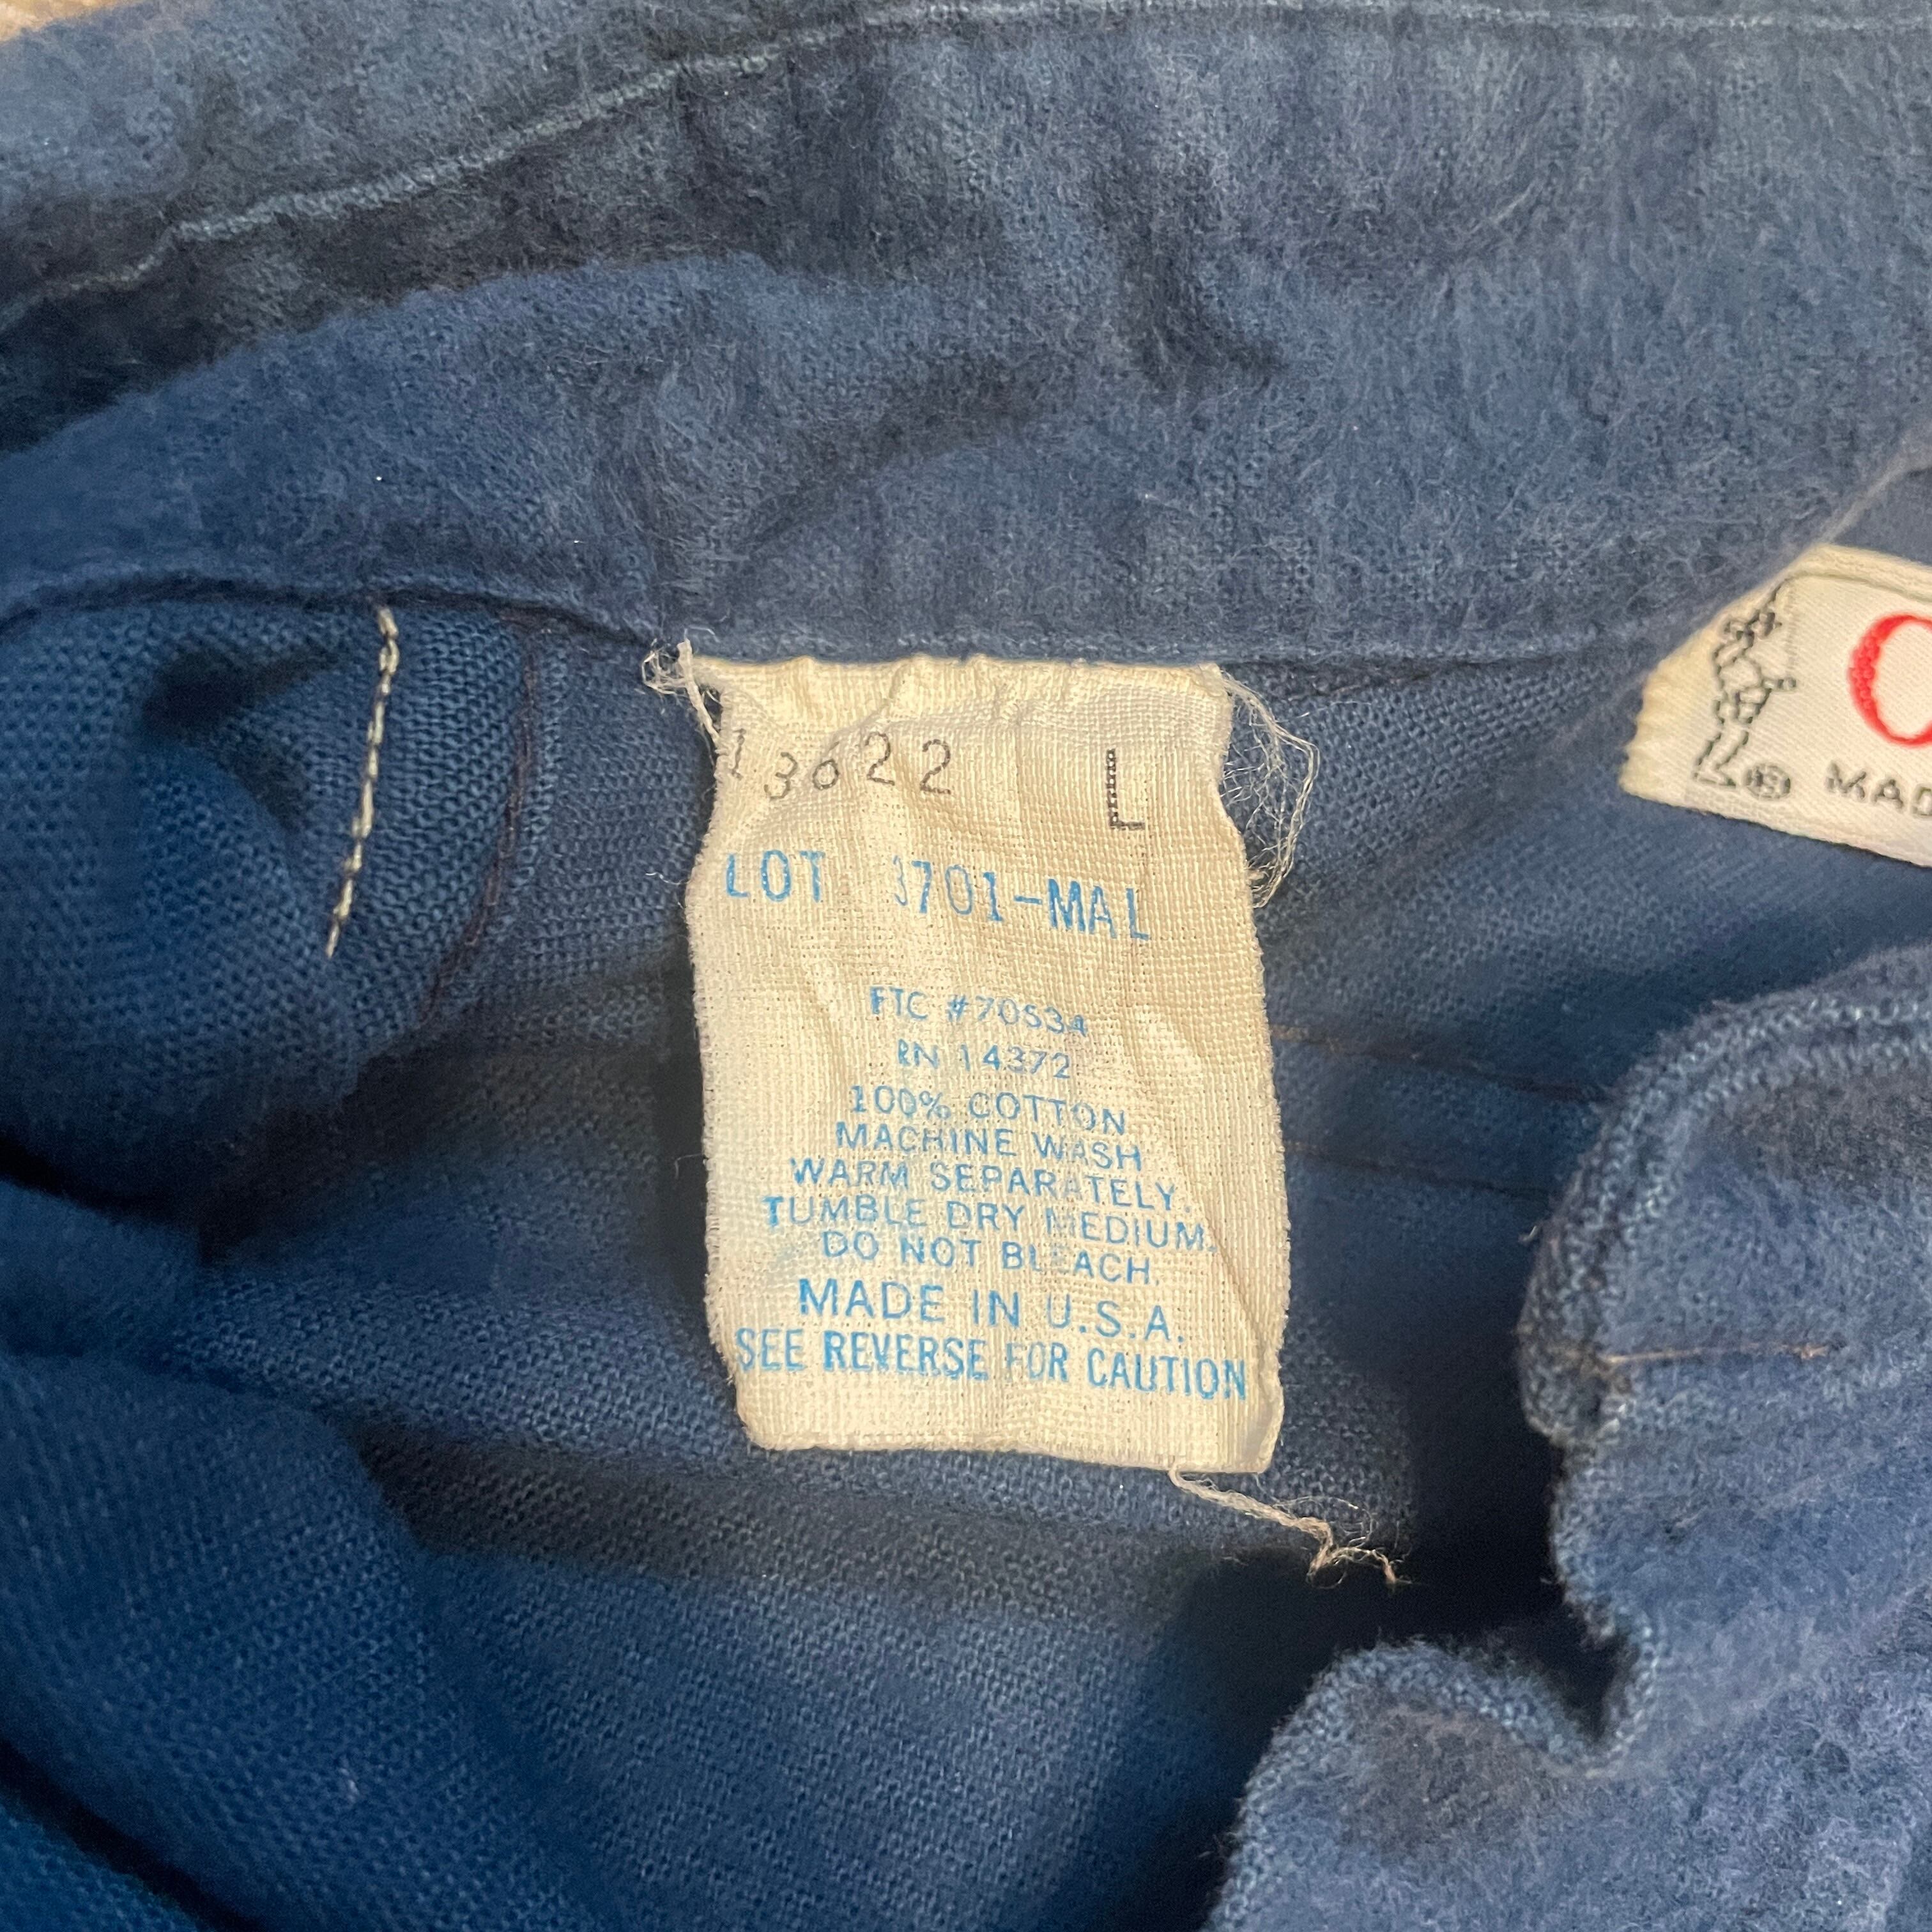 13622 L
LOT 3701-MAL
FTC #70534
RN 14372
100% COTTON
MACHINE WASH
WARM SEPARATELY.
TUMBLE DRY MEDIUM.
DO NOT BLEACH.
MADE IN U.S.A.
SEE REVERSE FOR CAUTION
®